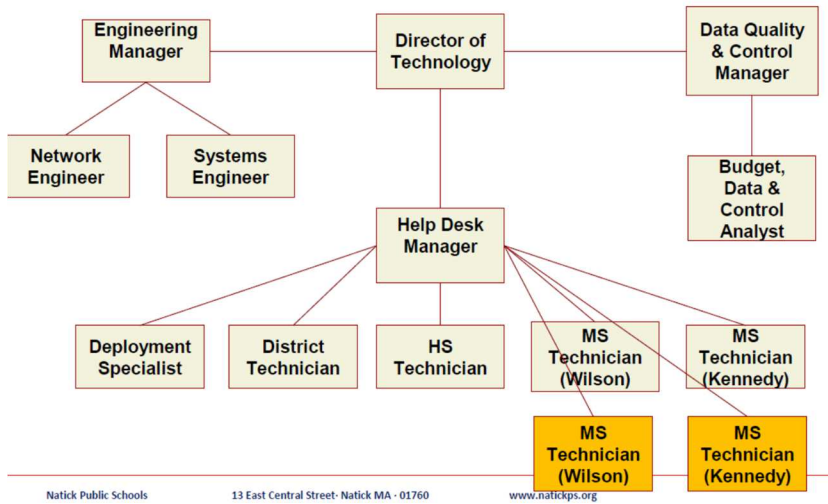 Engineering
Manager
Director of
Technology
Data Quality
& Control
Manager
Network
Engineer
Systems
Engineer
Budget,
Data &
Control
Analyst
Help Desk
Manager
Deployment
Specialist
District
Technician
HS
Technician
MS
Technician
(Wilson)
MS
Technician
(Kennedy)
MS
Technician
(Wilson)
MS
Technician
(Kennedy)
Natick Public Schools 13 East Central Street· Natick MA · 01760 www.natickps.org